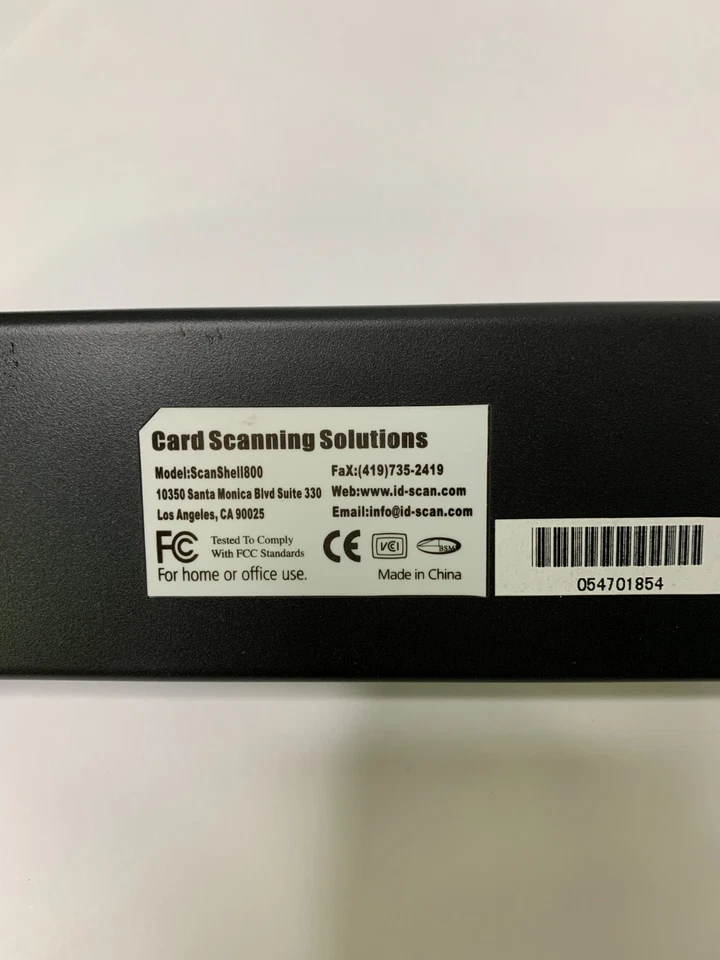 Card Scanning Solutions
Model:ScanShell800 FaX:(419)735-2419
10350 Santa Monica Blvd Suite 330 Web:www.id-scan.com
Los Angeles, CA 90025 Email:info@id-scan.com
FC Tested To Comply
With FCC Standards CE VCCI BSMI
For home or office use. Made in China
054701854